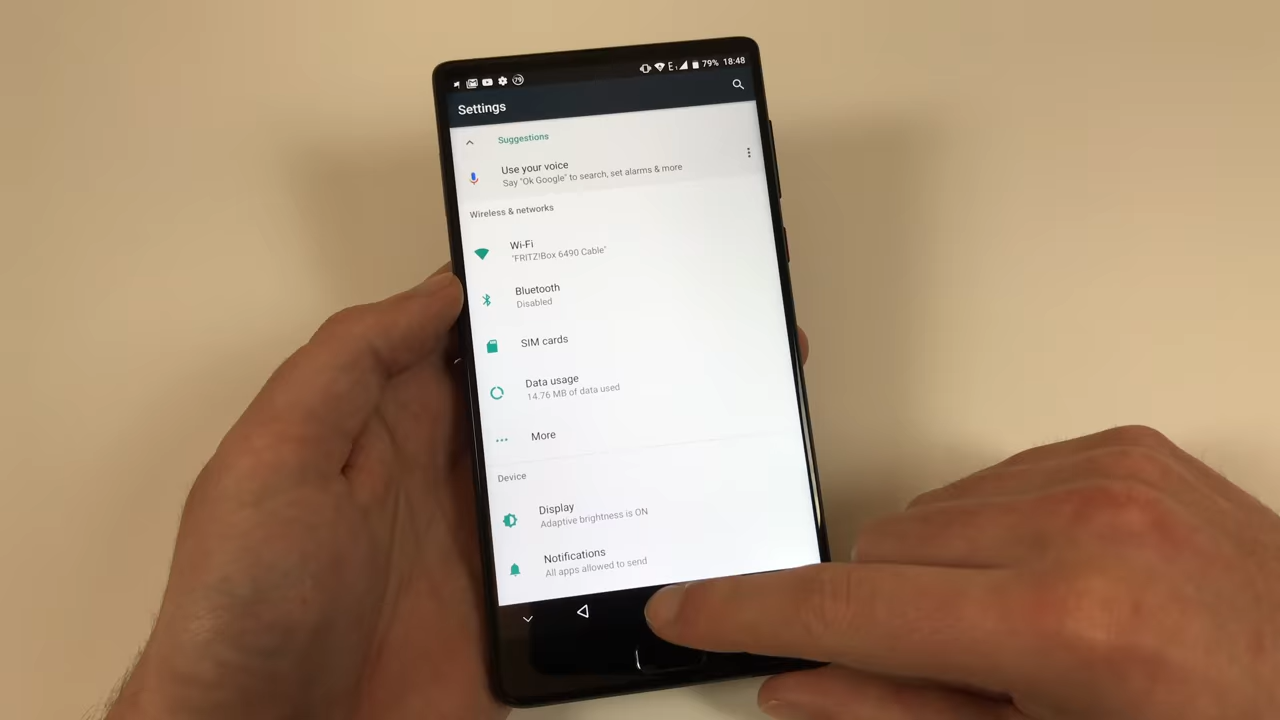 79% 18:48
Settings
Suggestions
Use your voice
Say "Ok Google" to search, set alarms & more
Wireless & networks
Wi-Fi
"FRITZ!Box 6490 Cable"
Bluetooth
Disabled
SIM cards
Data usage
14.76 MB of data used
More
Device
Display
Adaptive brightness is ON
Notifications
All apps allowed to send